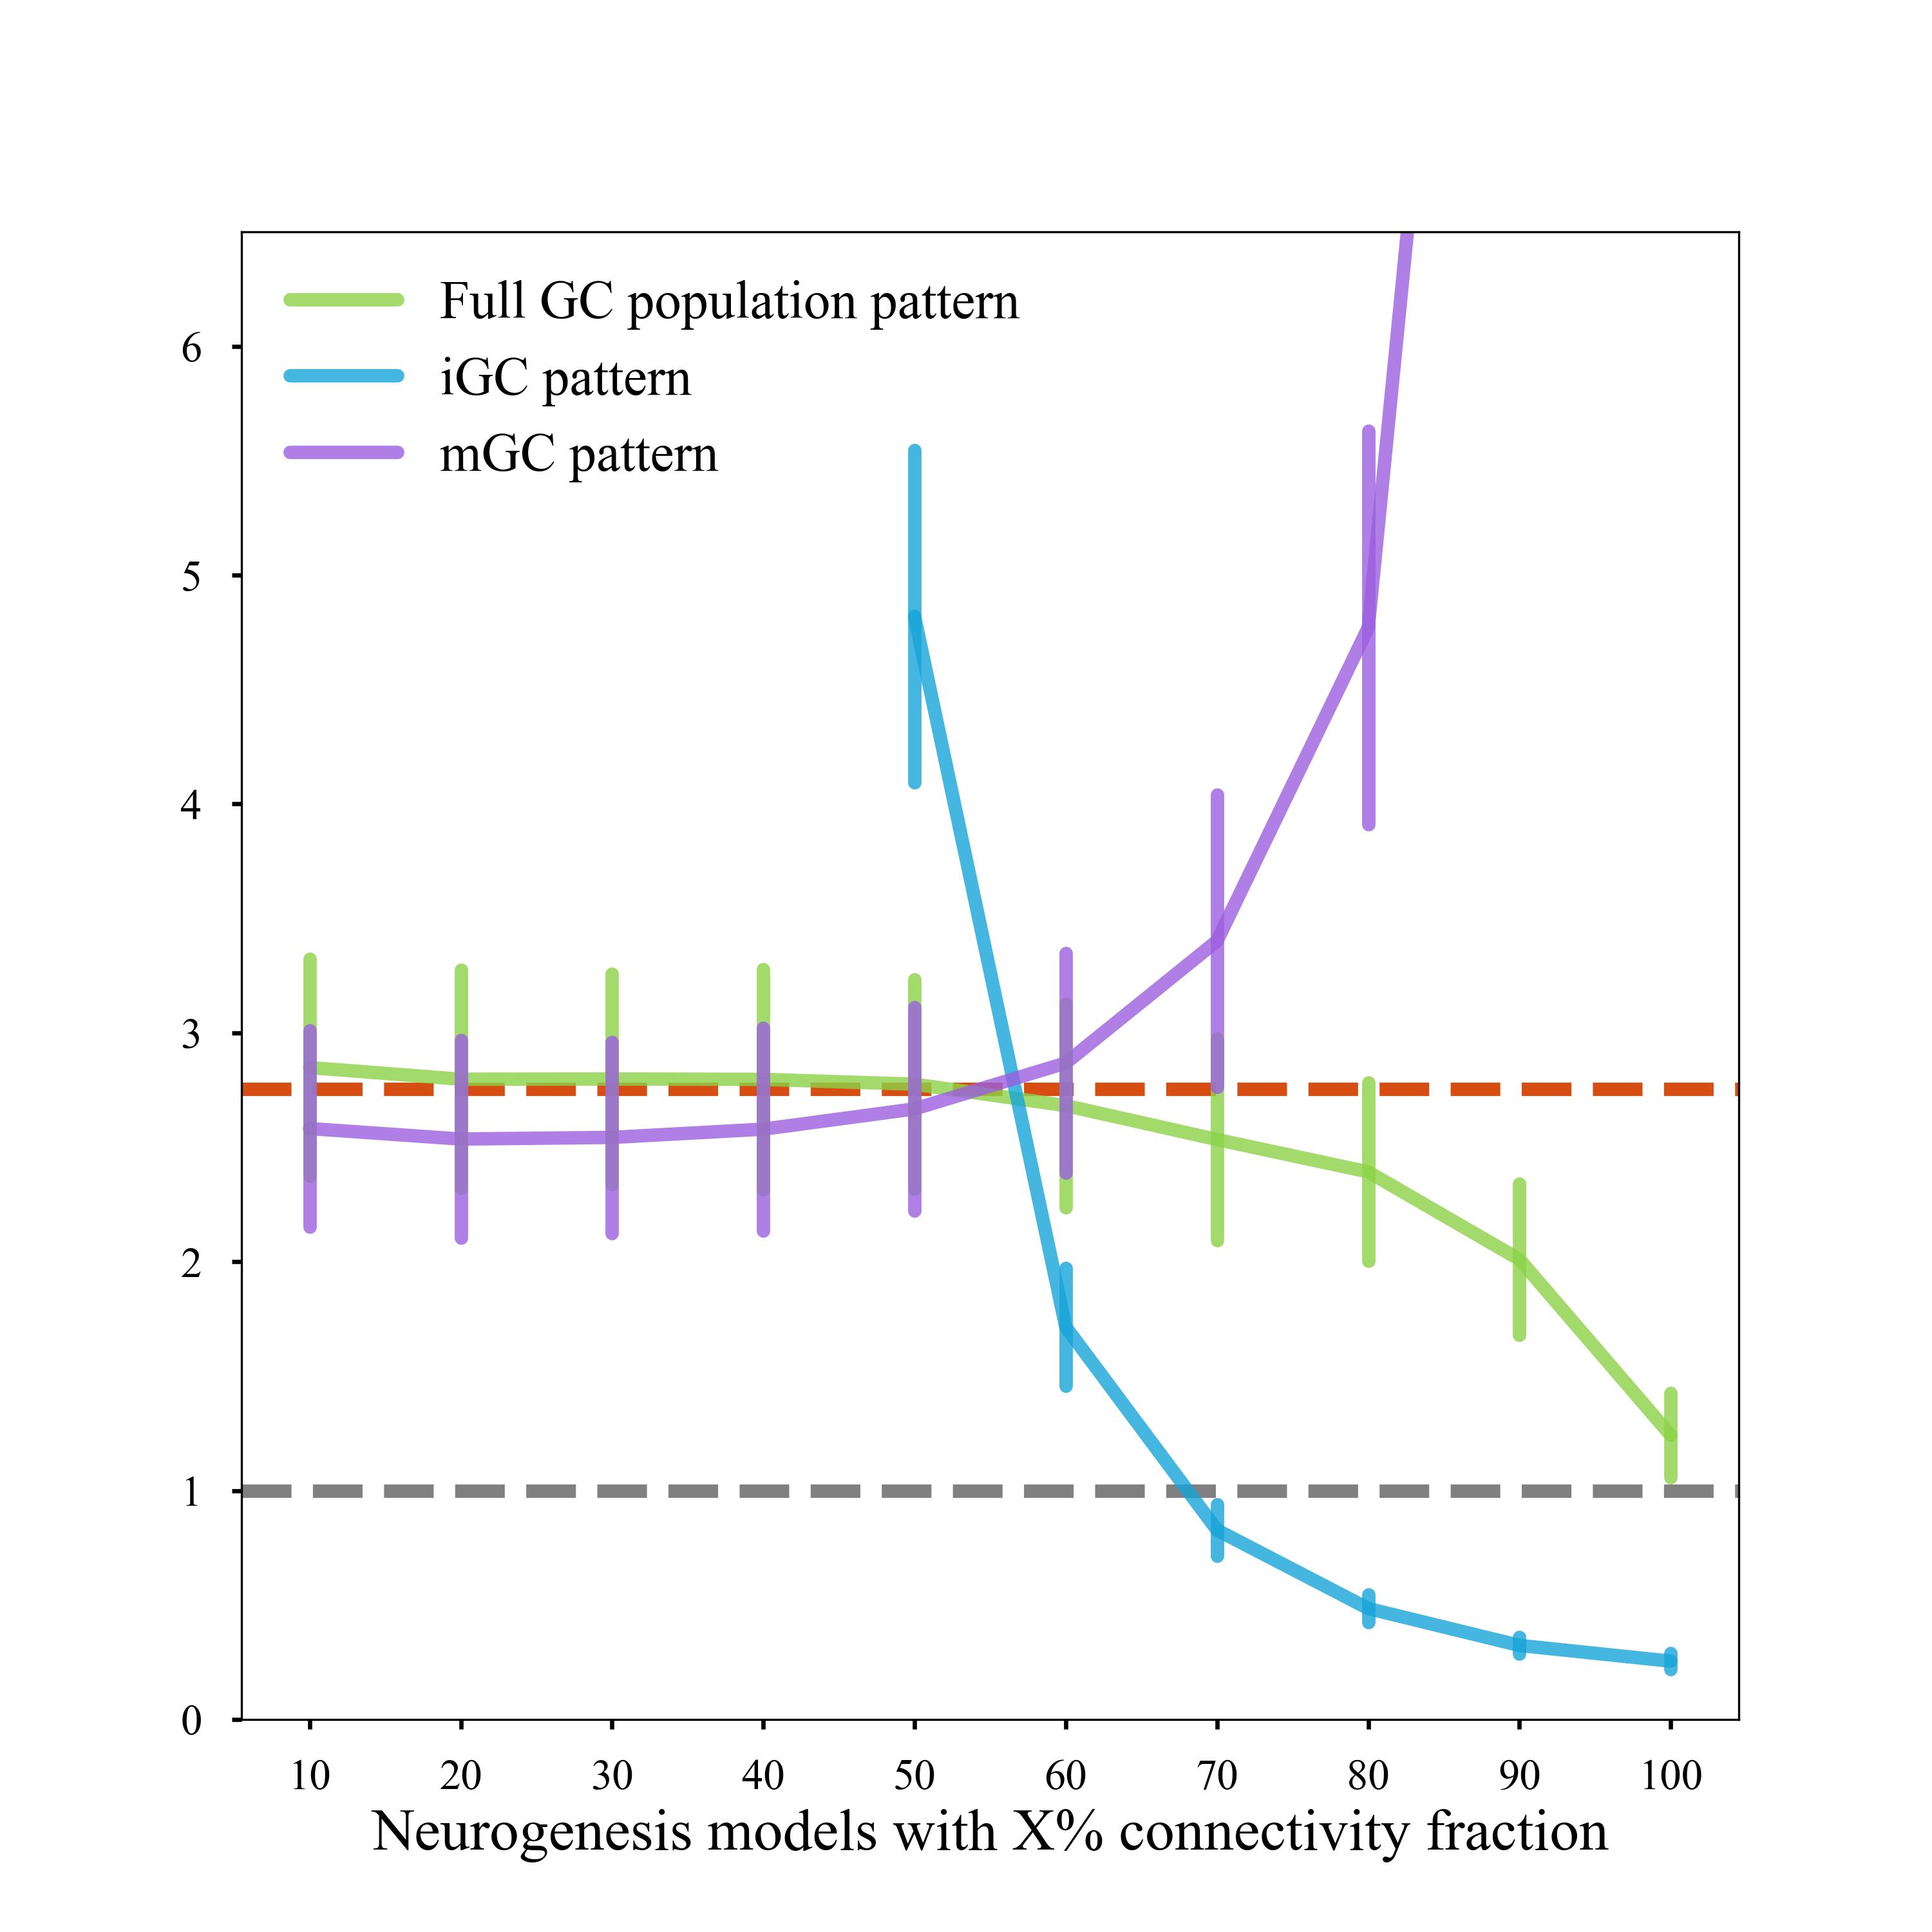 Full GC population pattern
iGC pattern
mGC pattern
6
5
4
3
2
1
0
10 20 30 40 50 60 70 80 90 100
Neurogenesis models with X% connectivity fraction